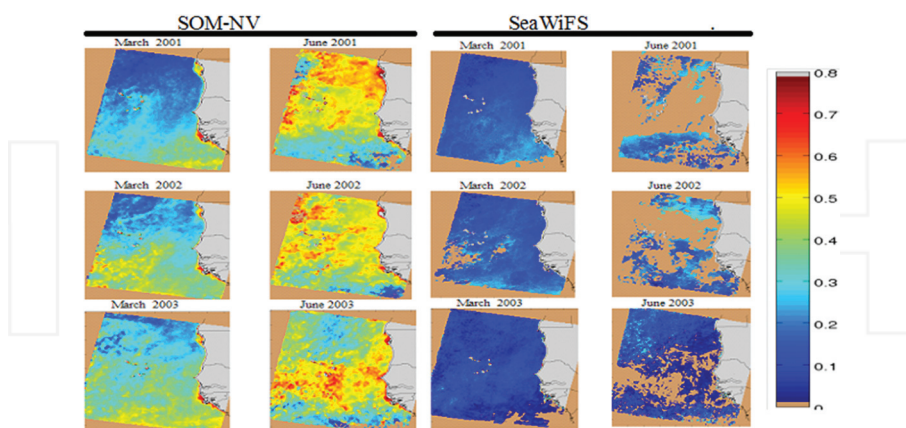 SOM-NV
SeaWiFS
March 2001
June 2001
March 2001
June 2001
March 2002
June 2002
March 2002
June 2002
March 2003
June 2003
March 2003
June 2003
0.8
0.7
0.6
0.5
0.4
0.3
0.2
0.1
0